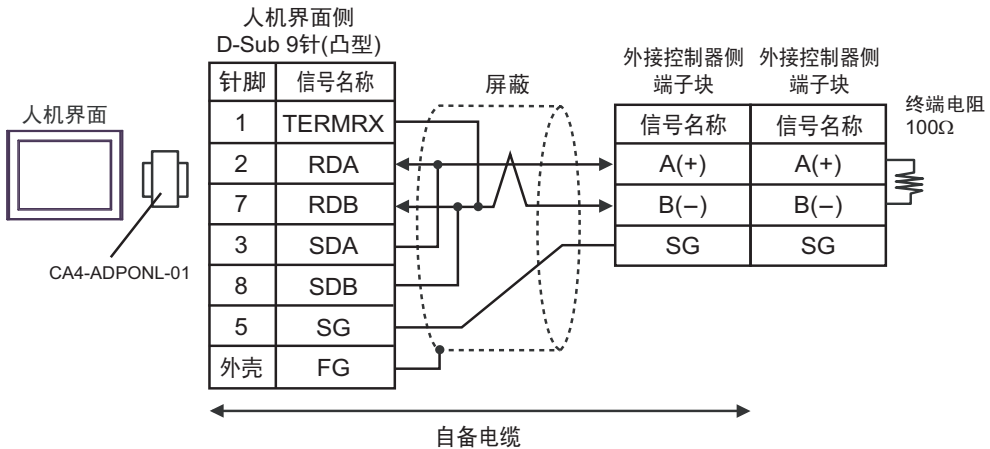 人机界面侧
D-Sub 9针(凸型)
人机界面
CA4-ADPONL-01
针脚 信号名称
1 TERMRX
2 RDA
7 RDB
3 SDA
8 SDB
5 SG
外壳 FG
屏蔽
外接控制器侧 外接控制器侧
端子块 端子块
信号名称 信号名称
A(+) A(+)
B(–) B(–)
SG SG
终端电阻
100Ω
自备电缆